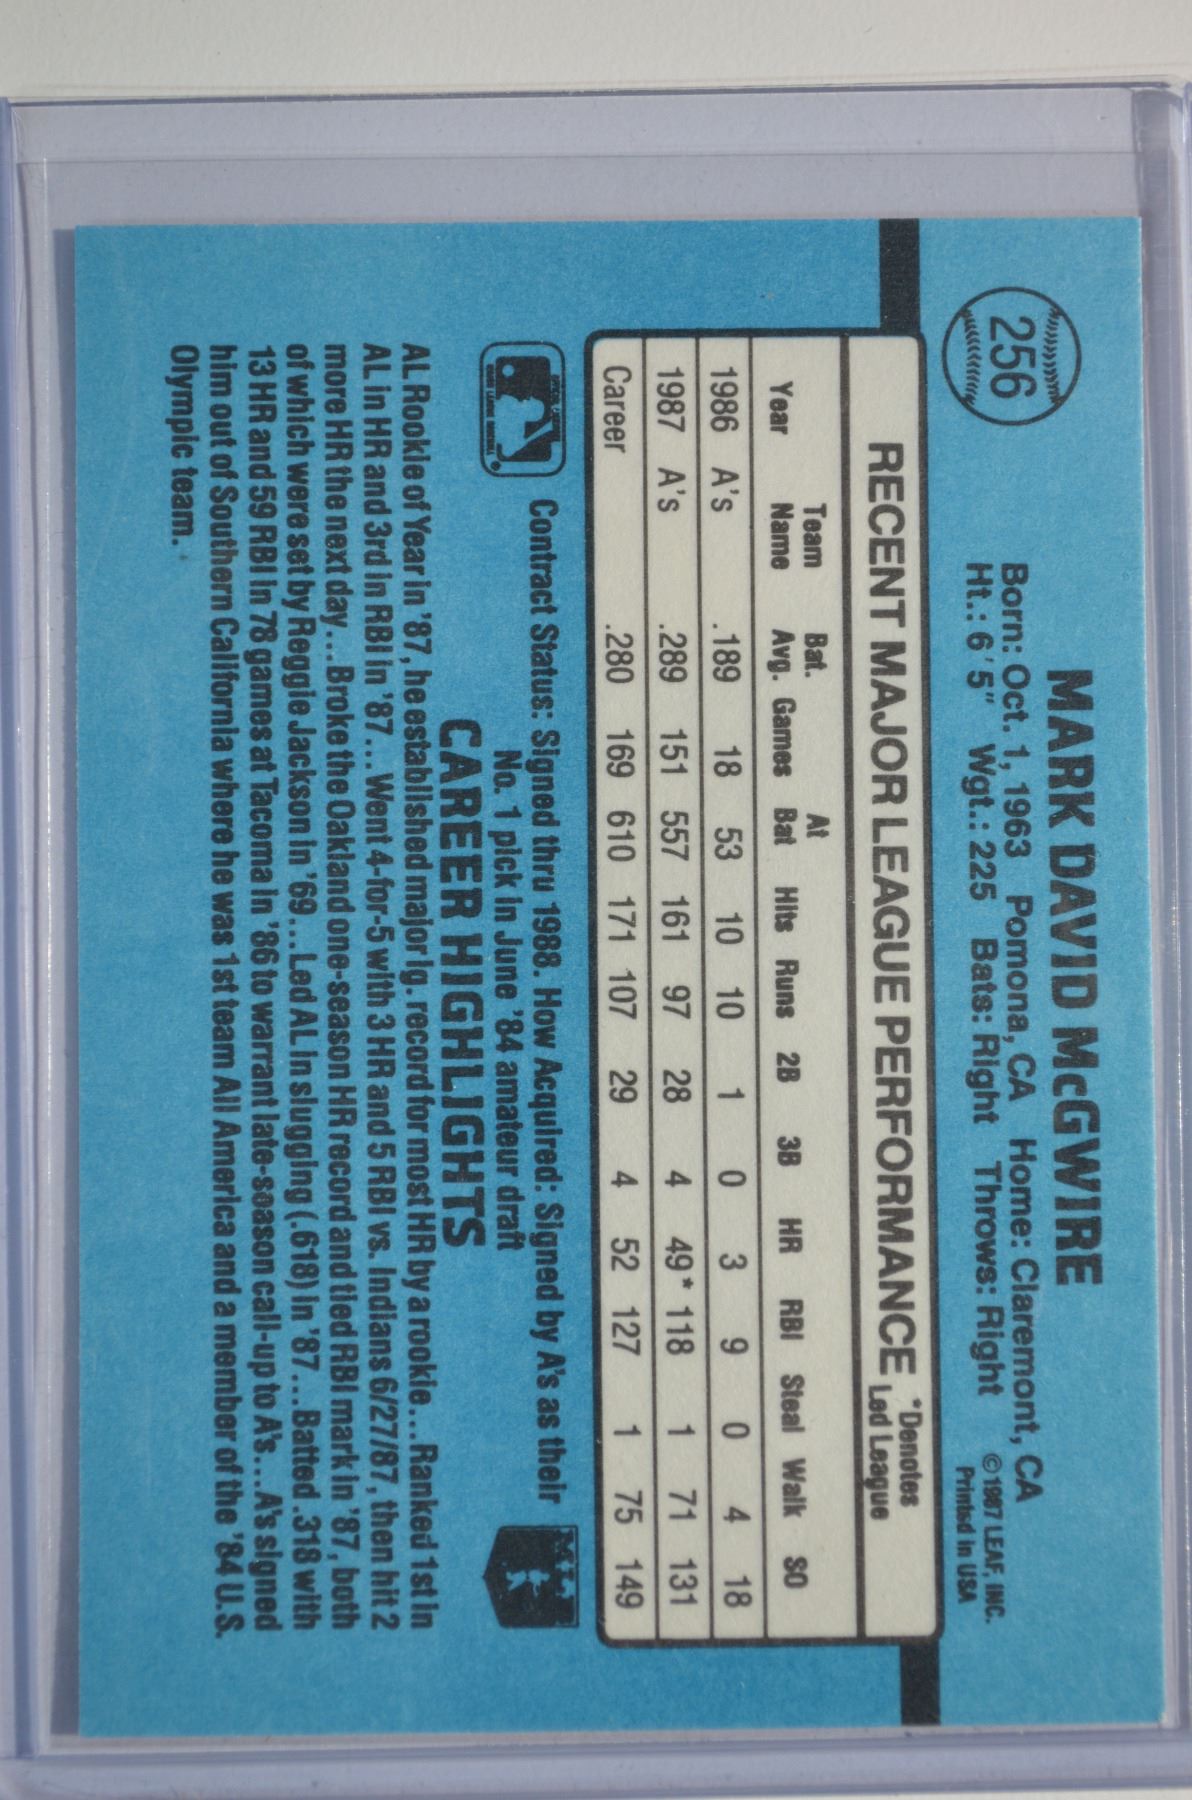 256
MARK DAVID McGWIRE
Born: Oct. 1, 1963 Pomona, CA Home: Claremont, CA
Ht.: 6'5" Wgt.: 225 Bats: Right Throws: Right
©1987 LEAF, INC.
Printed in USA
RECENT MAJOR LEAGUE PERFORMANCE *Denotes Led League
Year Team Name Bat. Avg. Games At Bat Hits Runs 2B 3B HR RBI Steal Walk SO
1986 A's .189 18 53 10 10 1 0 3 9 0 4 18
1987 A's .289 151 557 161 97 28 4 49* 118 1 71 131
Career .280 169 610 171 107 29 4 52 127 1 75 149
Contract Status: Signed thru 1988. How Acquired: Signed by A's as their
No. 1 pick in June '84 amateur draft
CAREER HIGHLIGHTS
AL Rookie of Year in '87, he established major lg. record for most HR by a rookie...Ranked 1st in
AL in HR and 3rd in RBI in '87...Went 4-for-5 with 3 HR and 5 RBI vs. Indians 6/27/87, then hit 2
more HR the next day...Broke the Oakland one-season HR record and tied RBI mark in '87, both
of which were set by Reggie Jackson in '69...Led AL in slugging (.618) in '87...Batted .318 with
13 HR and 59 RBI in 78 games at Tacoma in '86 to warrant late-season call-up to A's...A's signed
him out of Southern California where he was 1st team All America and a member of the '84 U.S.
Olympic team.